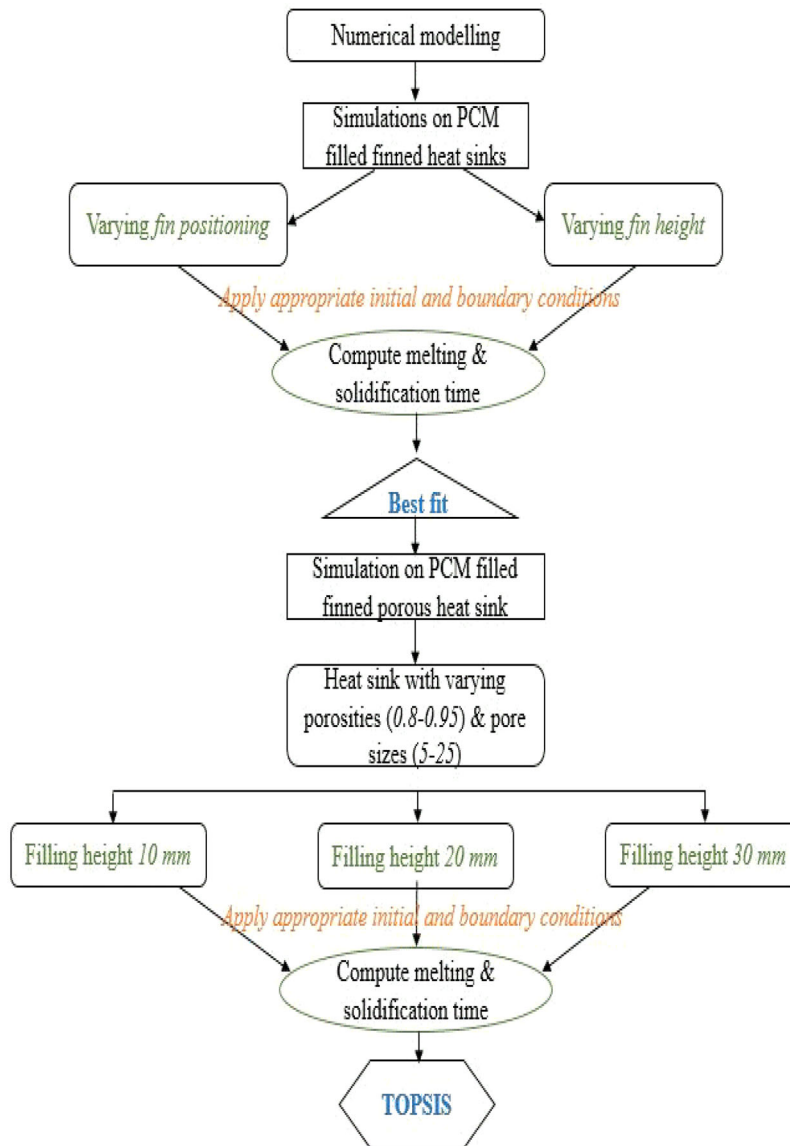 Numerical modelling
Simulations on PCM
filled finned heat sinks
Varying fin positioning
Varying fin height
Apply appropriate initial and boundary conditions
Compute melting &
solidification time
Best fit
Simulation on PCM filled
finned porous heat sink
Heat sink with varying
porosities (0.8-0.95) & pore
sizes (5-25)
Filling height 10 mm
Filling height 20 mm
Filling height 30 mm
Apply appropriate initial and boundary conditions
Compute melting &
solidification time
TOPSIS